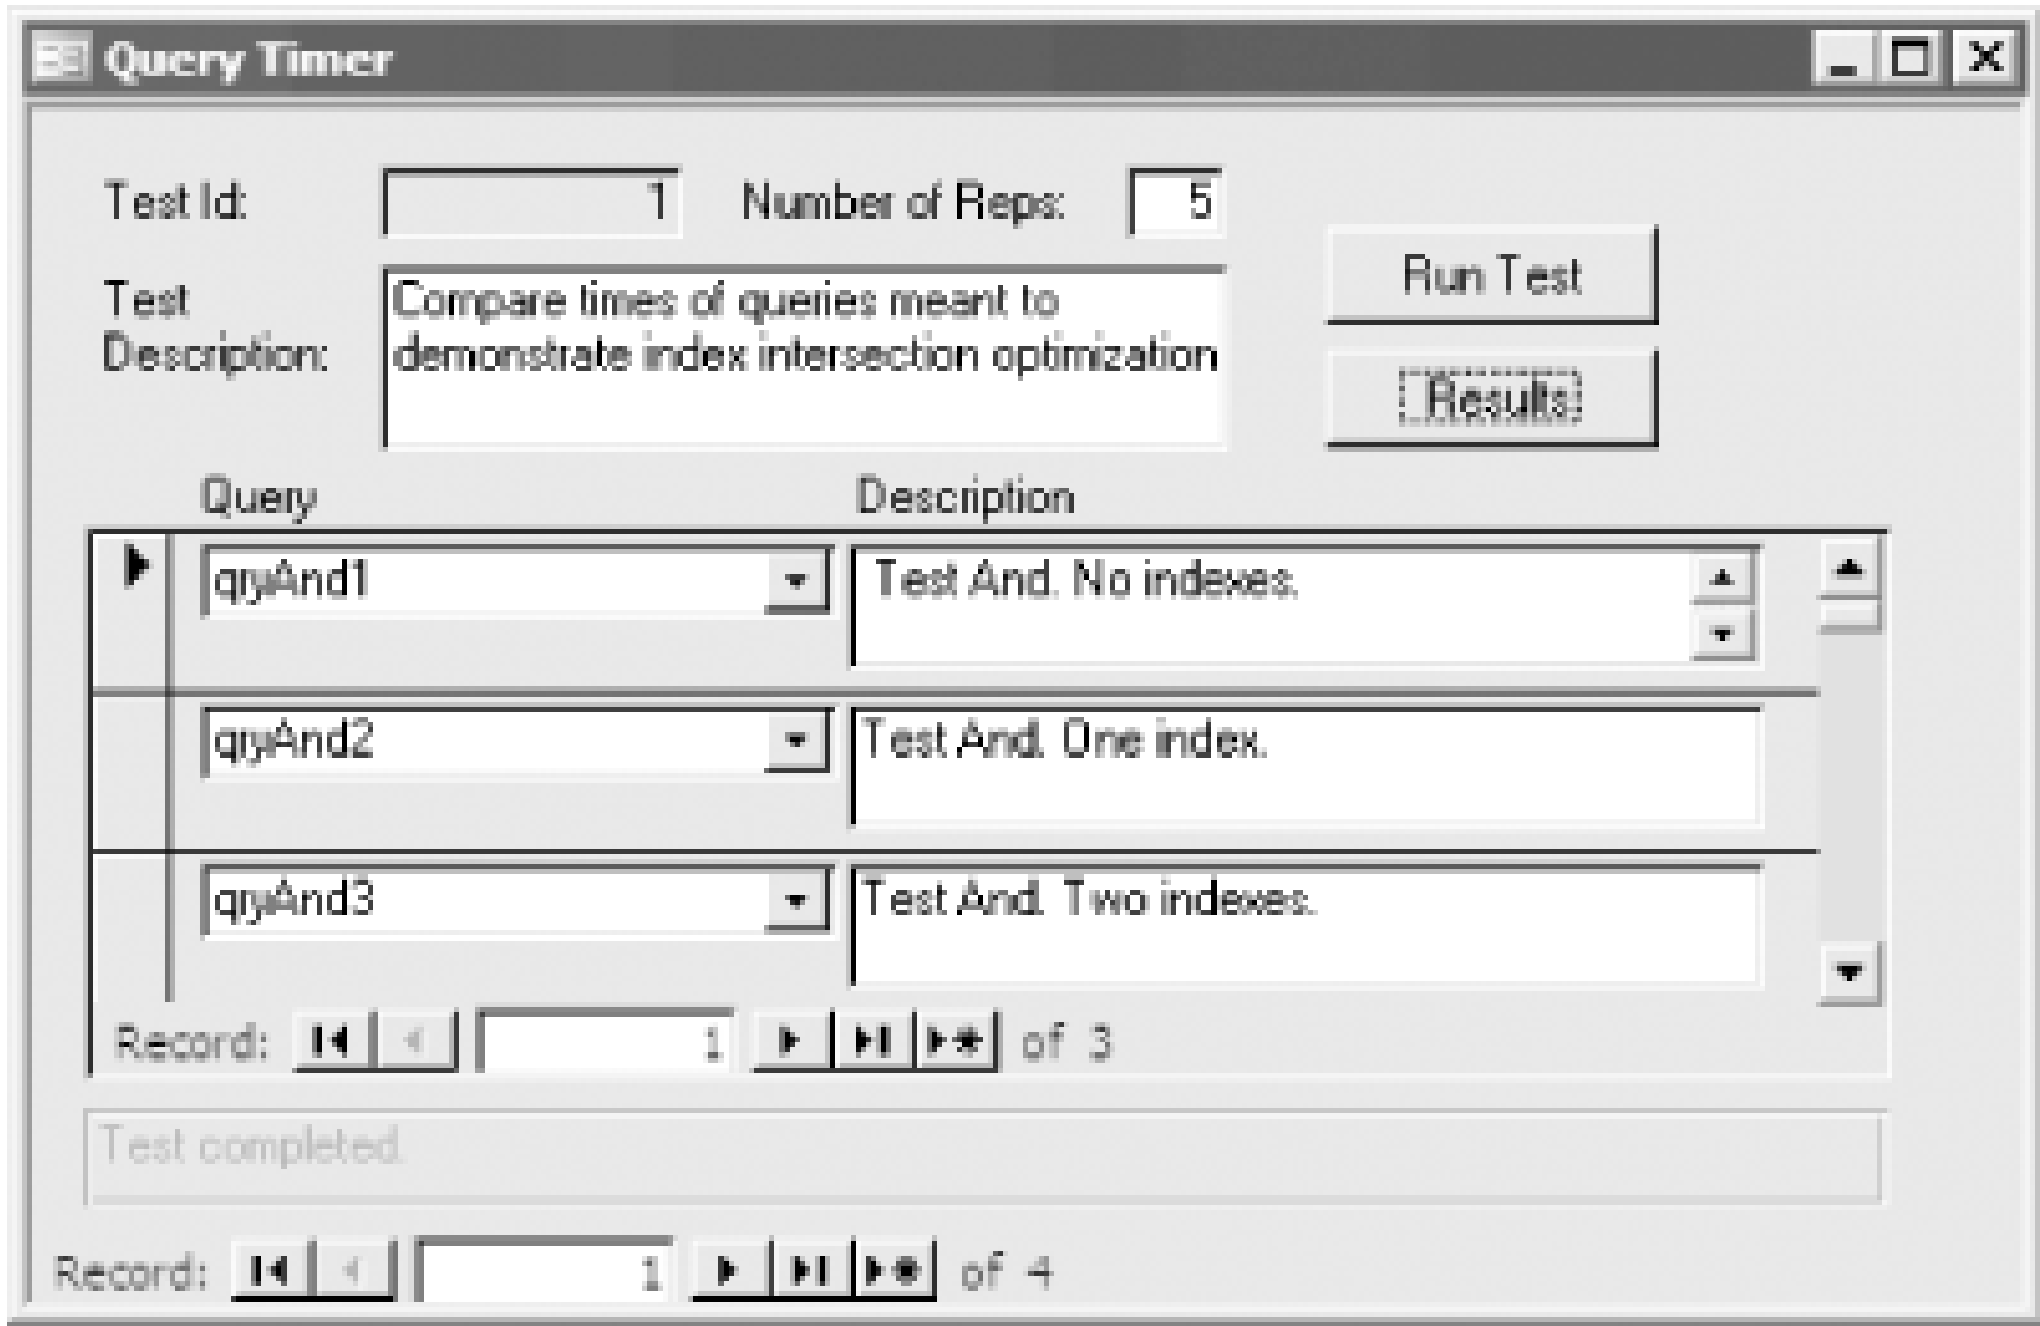 Query Timer
Test Id: 1 Number of Reps: 5
Run Test
Test Description: Compare times of queries meant to
demonstrate index intersection optimization
Results
Query Description
qryAnd1 Test And. No indexes.
qryAnd2 Test And. One index.
qryAnd3 Test And. Two indexes.
Record: 1 of 3
Test completed.
Record: 1 of 4